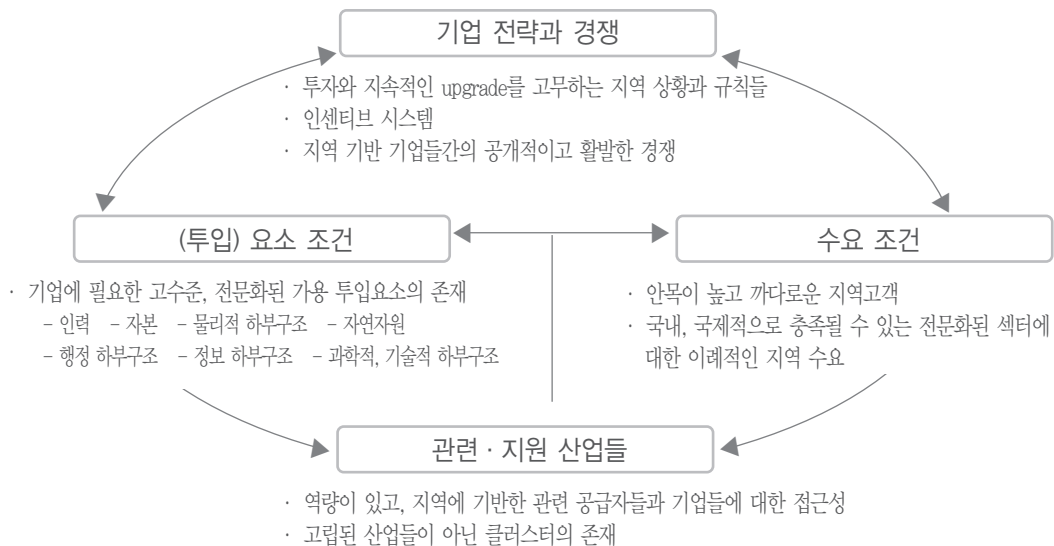 기업 전략과 경쟁
· 투자와 지속적인 upgrade를 고무하는 지역 상황과 규칙들
· 인센티브 시스템
· 지역 기반 기업들간의 공개적이고 활발한 경쟁
(투입) 요소 조건
· 기업에 필요한 고수준, 전문화된 가용 투입요소의 존재
- 인력 - 자본 - 물리적 하부구조 - 자연자원
- 행정 하부구조 - 정보 하부구조 - 과학적, 기술적 하부구조
수요 조건
· 안목이 높고 까다로운 지역고객
· 국내, 국제적으로 충족될 수 있는 전문화된 섹터에
대한 이례적인 지역 수요
관련 · 지원 산업들
· 역량이 있고, 지역에 기반한 관련 공급자들과 기업들에 대한 접근성
· 고립된 산업들이 아닌 클러스터의 존재